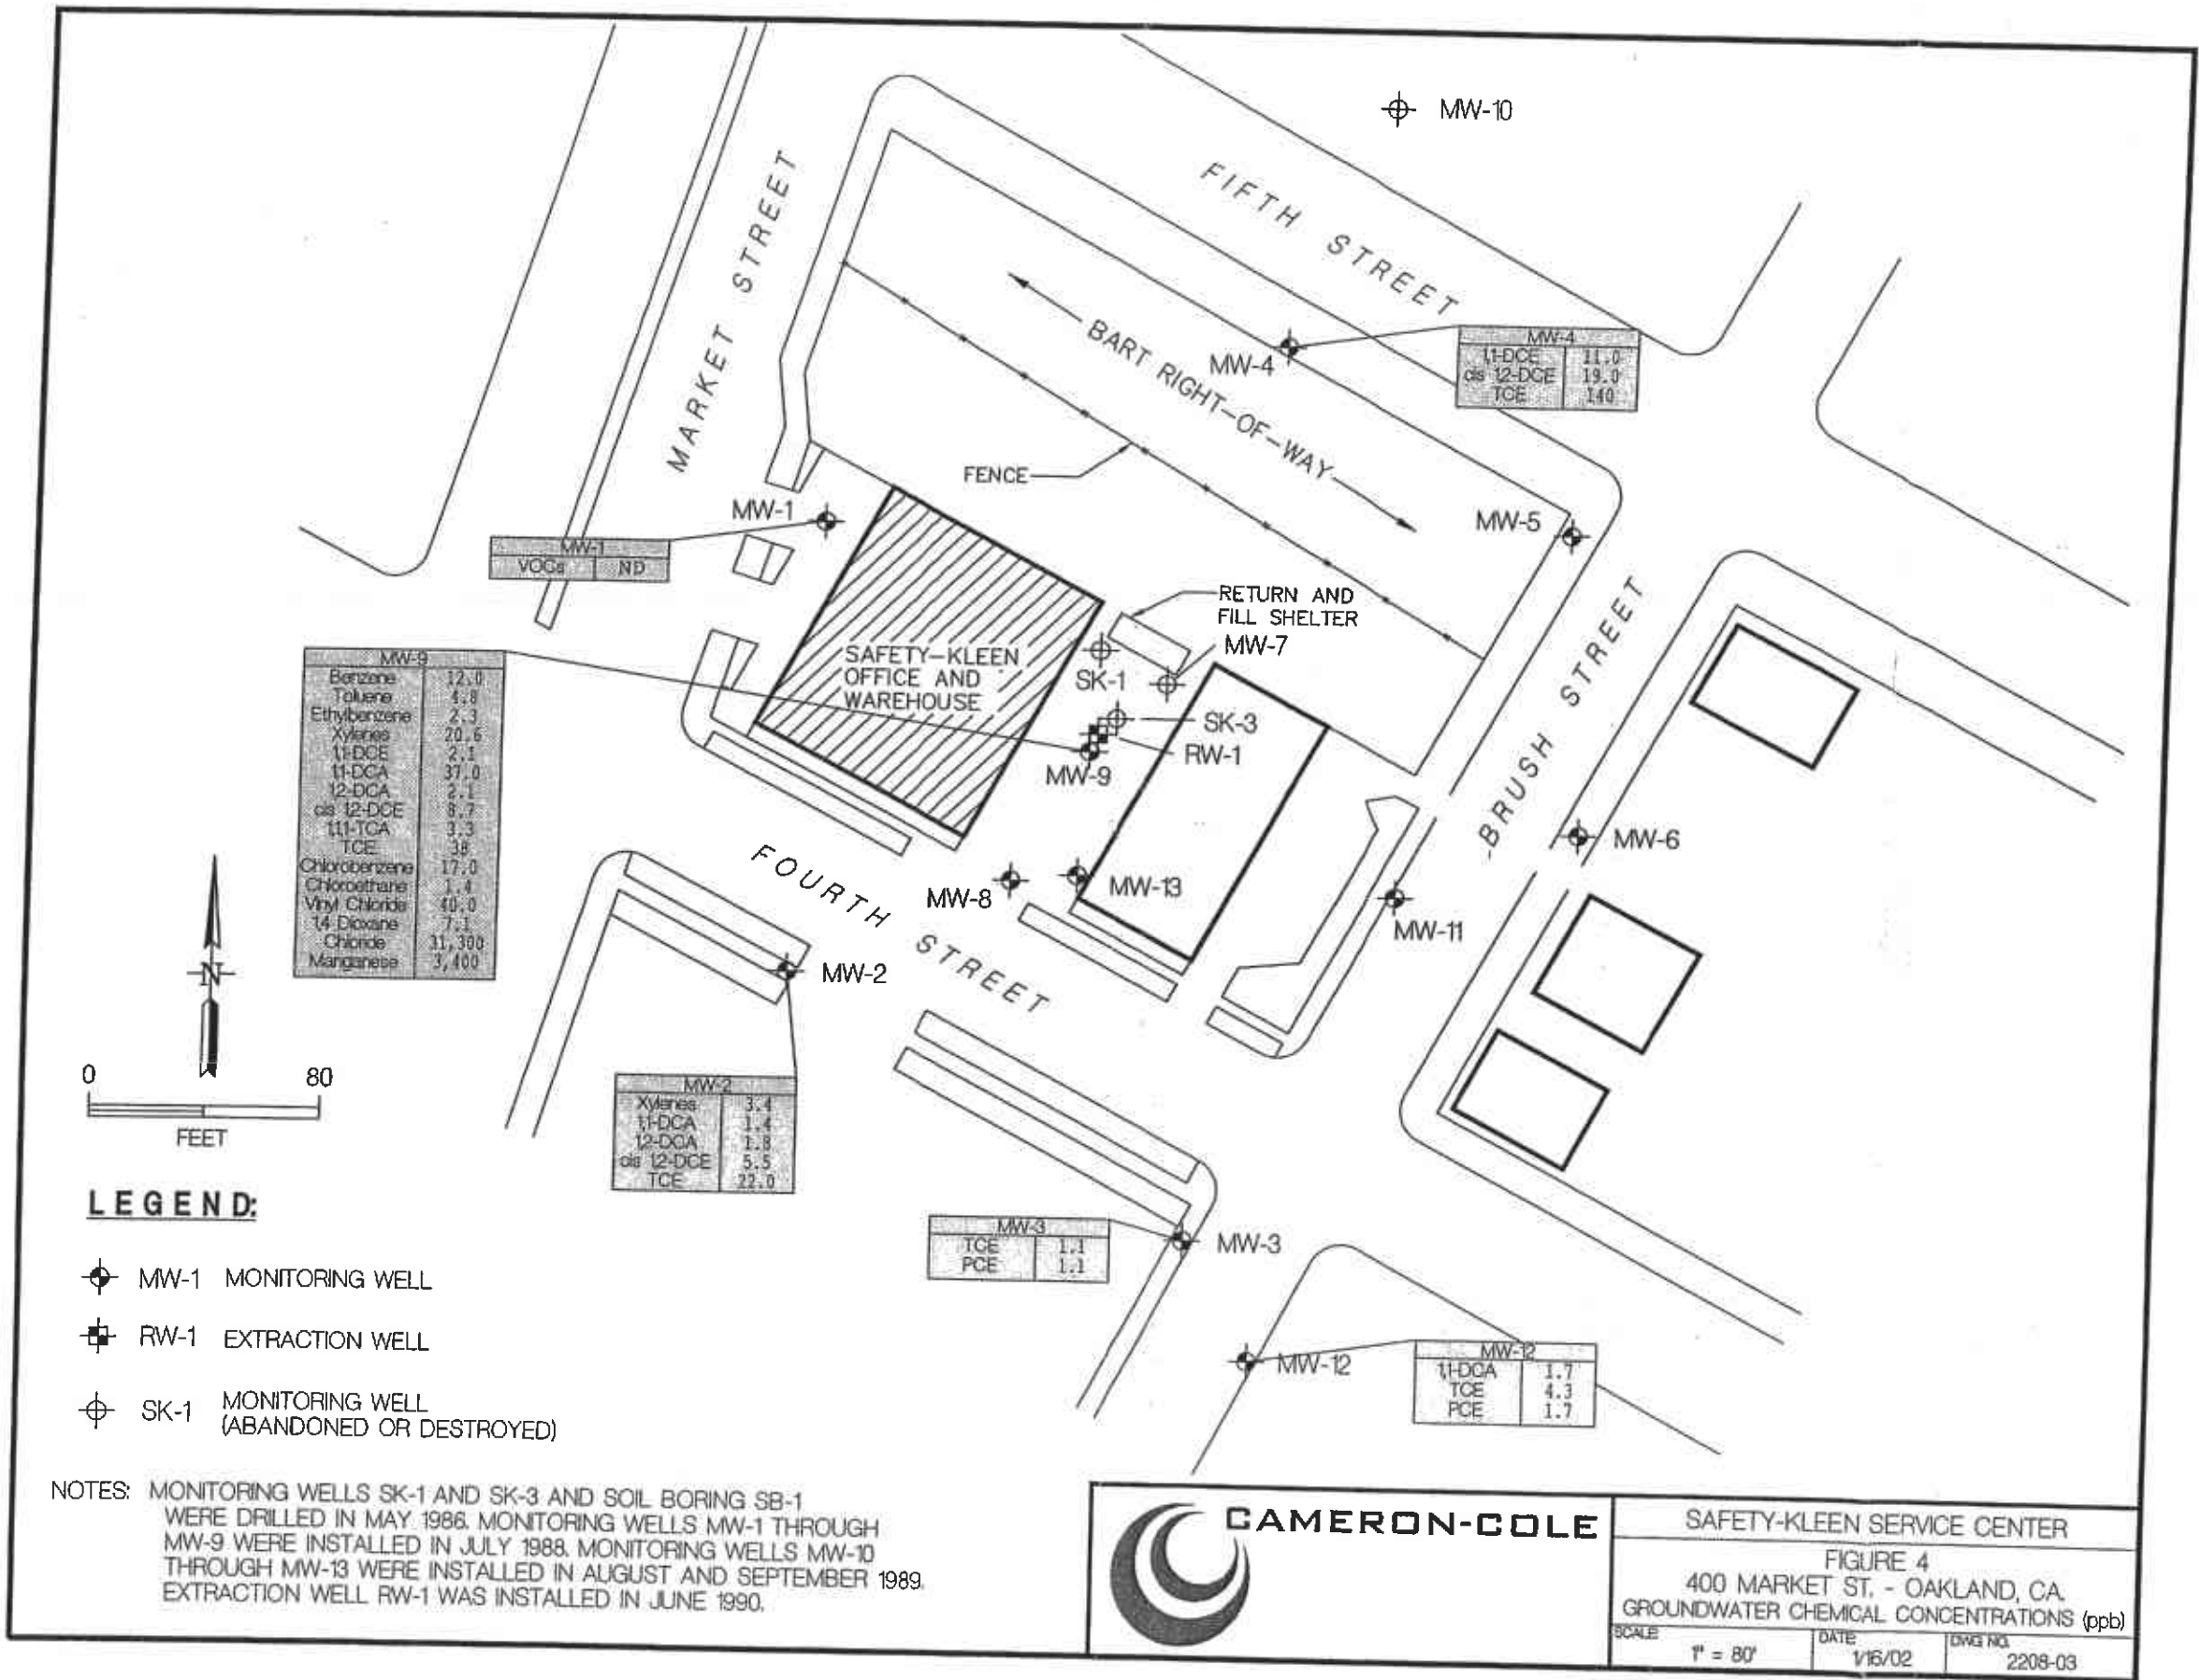 MW-10
FIFTH STREET
MARKET STREET
BART RIGHT-OF-WAY
MW-4
MW-4
1,1-DCE 11.0
cis 1,2-DCE 19.0
TCE 140
FENCE
MW-1
MW-5
MW-1
VOCs ND
RETURN AND
FILL SHELTER
MW-7
SAFETY-KLEEN
OFFICE AND
WAREHOUSE
SK-1
SK-3
RW-1
MW-9
BRUSH STREET
MW-9
Benzene 12.0
Toluene 4.8
Ethylbenzene 2.3
Xylenes 20.6
1,1-DCE 2.1
1,1-DCA 37.0
1,2-DCA 2.1
cis 1,2-DCE 8.7
1,1,1-TCA 3.3
TCE 38
Chlorobenzene 17.0
Chloroethane 1.4
Vinyl Chloride 40.0
1,4 Dioxane 7.1
Chloride 31,300
Manganese 3,400
MW-6
FOURTH STREET
MW-8
MW-13
MW-11
MW-2
N
0 80
FEET
MW-2
Xylenes 3.4
1,1-DCA 1.4
1,2-DCA 1.8
cis 1,2-DCE 5.5
TCE 22.0
MW-3
TCE 1.1
PCE 1.1
MW-3
MW-12
MW-12
1,1-DCA 1.7
TCE 4.3
PCE 1.7
LEGEND:
MW-1 MONITORING WELL
RW-1 EXTRACTION WELL
SK-1 MONITORING WELL
(ABANDONED OR DESTROYED)
NOTES: MONITORING WELLS SK-1 AND SK-3 AND SOIL BORING SB-1
WERE DRILLED IN MAY 1986. MONITORING WELLS MW-1 THROUGH
MW-9 WERE INSTALLED IN JULY 1988. MONITORING WELLS MW-10
THROUGH MW-13 WERE INSTALLED IN AUGUST AND SEPTEMBER 1989.
EXTRACTION WELL RW-1 WAS INSTALLED IN JUNE 1990.
CAMERON-COLE
SAFETY-KLEEN SERVICE CENTER
FIGURE 4
400 MARKET ST. - OAKLAND, CA.
GROUNDWATER CHEMICAL CONCENTRATIONS (ppb)
SCALE 1" = 80'
DATE 1/16/02
DWG NO. 2208-03